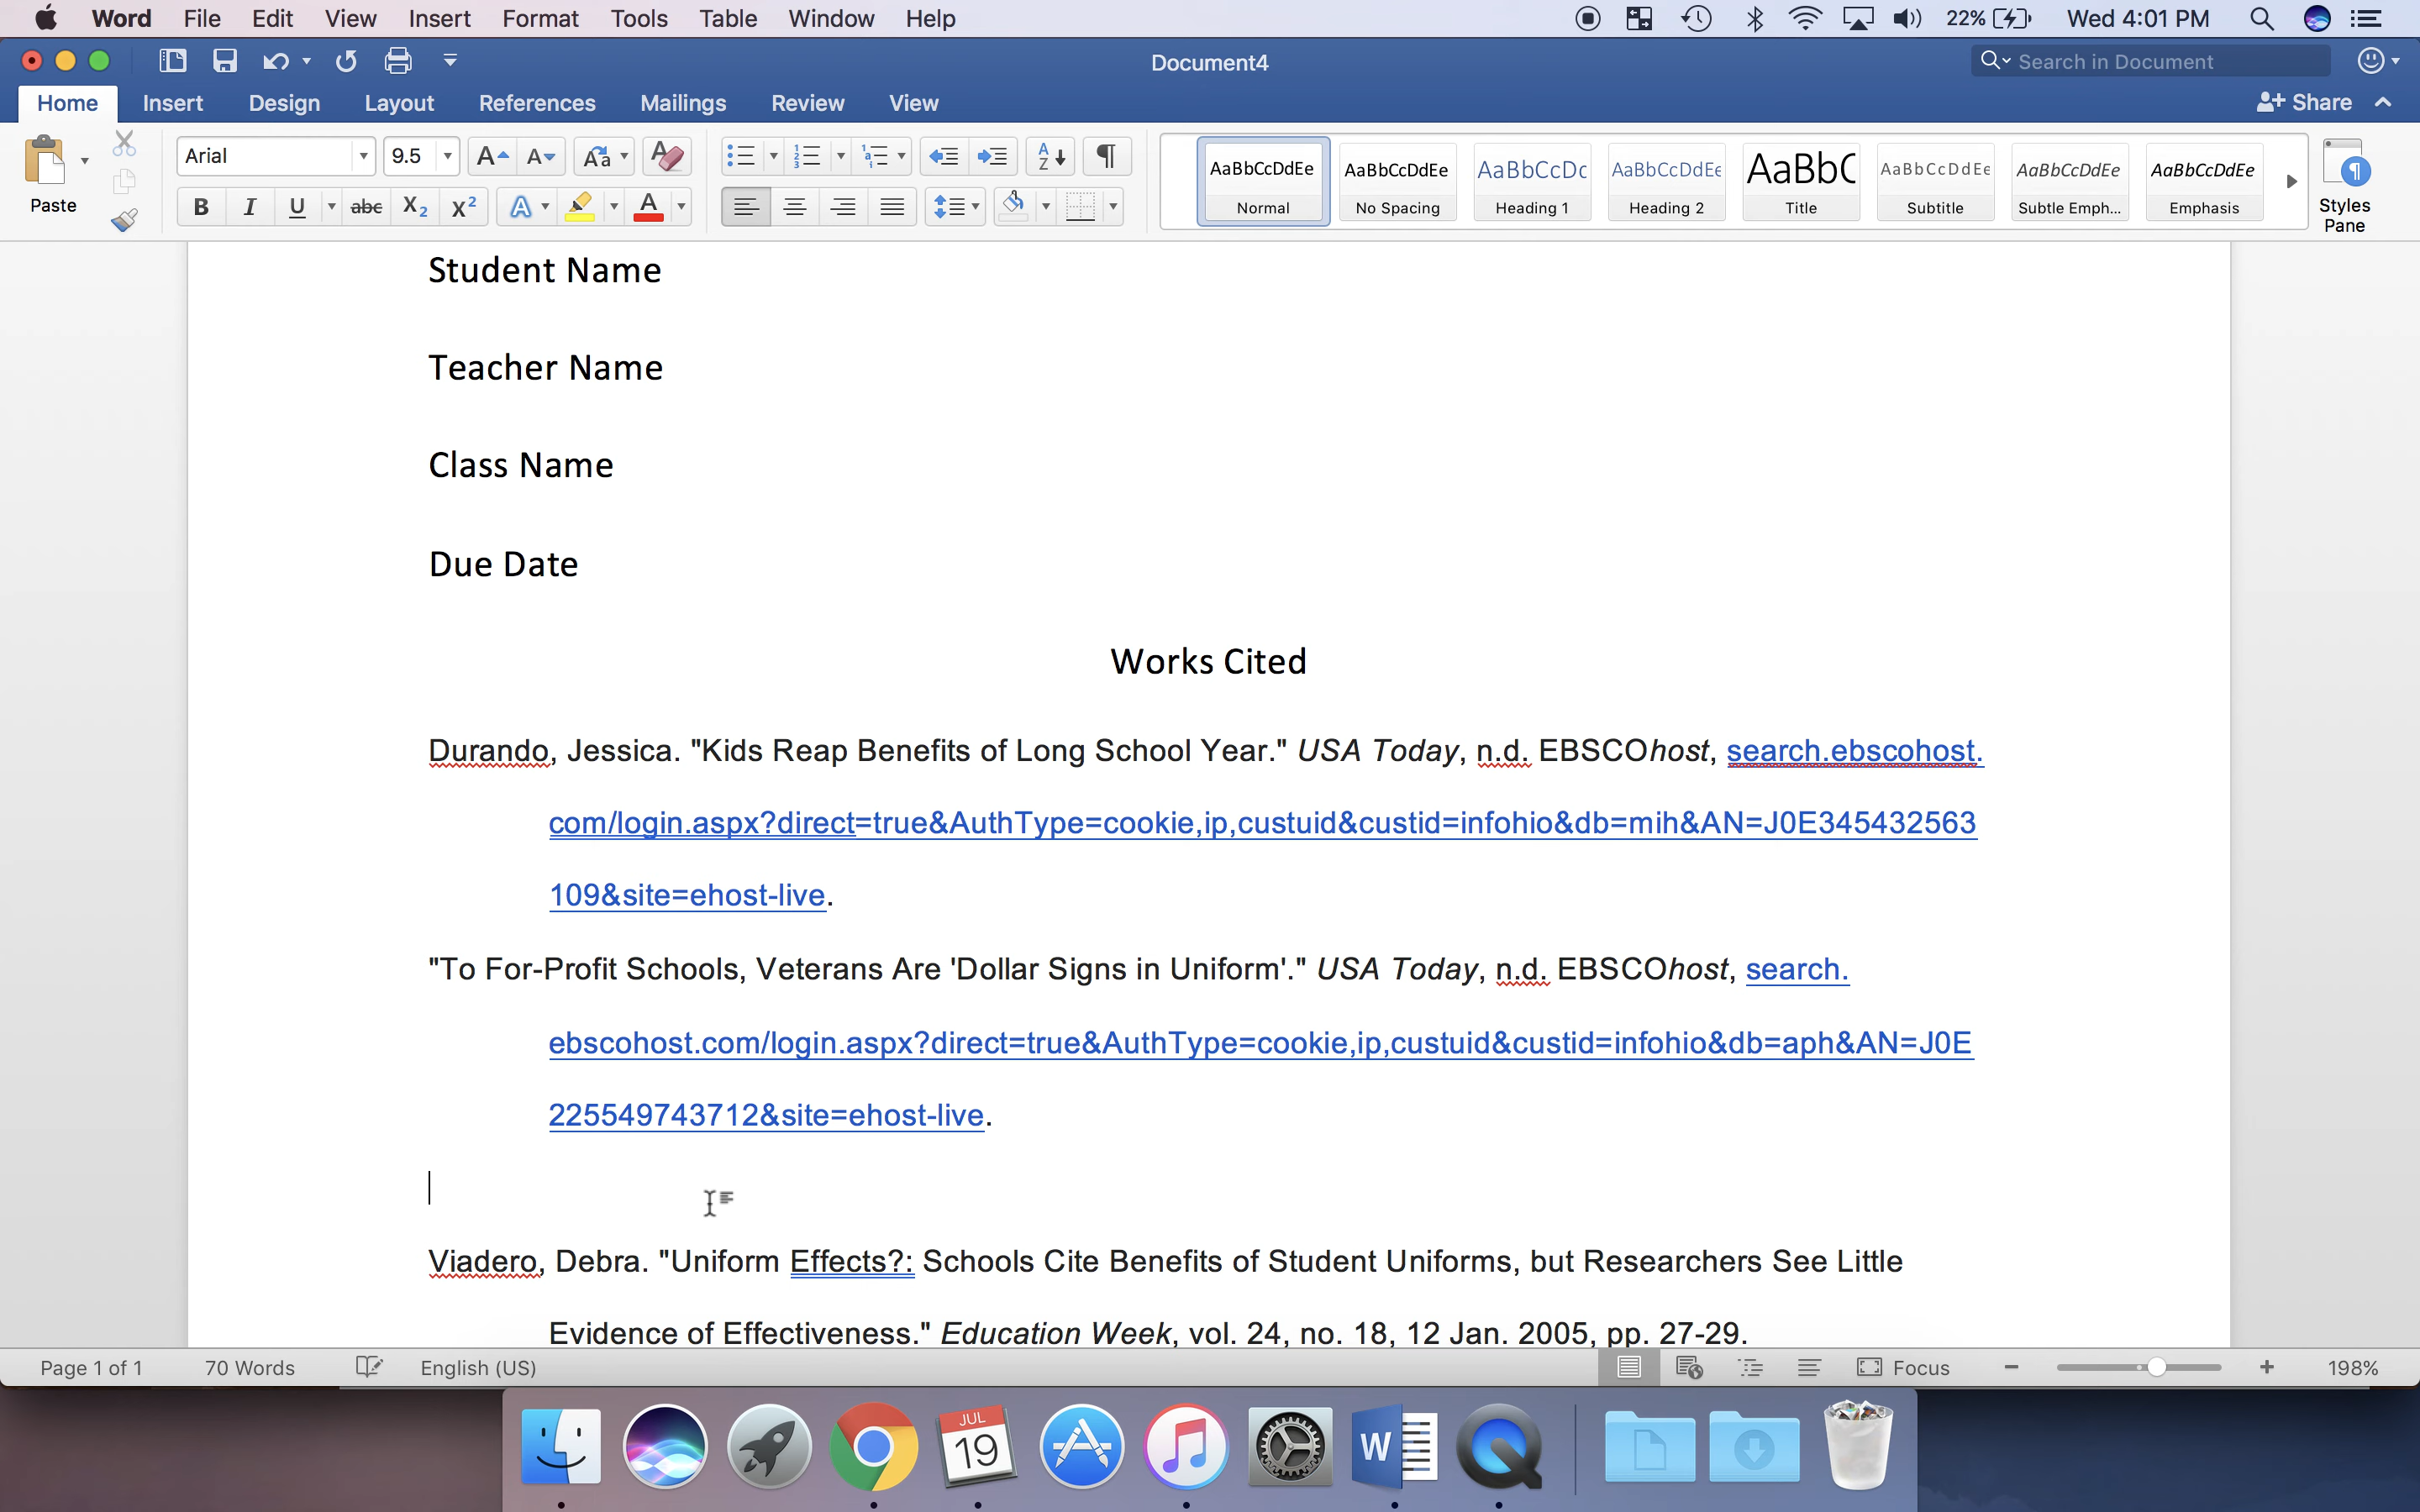 Word File Edit View Insert Format Tools Table Window Help 22% Wed 4:01 PM
Document4 Search in Document
Home Insert Design Layout References Mailings Review View Share
Arial 9.5
Paste
Normal No Spacing Heading 1 Heading 2 Title Subtitle Subtle Emph... Emphasis
AaBbCcDdEe AaBbCcDdEe AaBbCcDc AaBbCcDdEe AaBbC AaBbCcDdEe AaBbCcDdEe AaBbCcDdEe
Styles
Pane
Student Name
Teacher Name
Class Name
Due Date
Works Cited
Durando, Jessica. "Kids Reap Benefits of Long School Year." USA Today, n.d. EBSCOhost, search.ebscohost.
com/login.aspx?direct=true&AuthType=cookie,ip,custuid&custid=infohio&db=mih&AN=J0E345432563
109&site=ehost-live.
"To For-Profit Schools, Veterans Are 'Dollar Signs in Uniform'." USA Today, n.d. EBSCOhost, search.
ebscohost.com/login.aspx?direct=true&AuthType=cookie,ip,custuid&custid=infohio&db=aph&AN=J0E
225549743712&site=ehost-live.
Viadero, Debra. "Uniform Effects?: Schools Cite Benefits of Student Uniforms, but Researchers See Little
Evidence of Effectiveness." Education Week, vol. 24, no. 18, 12 Jan. 2005, pp. 27-29.
Page 1 of 1 70 Words English (US) Focus 198%
JUL
19
W